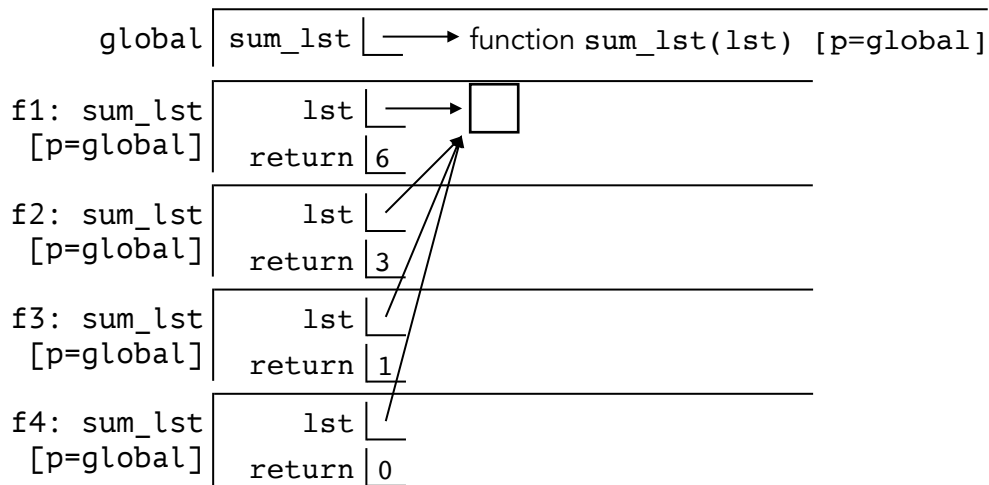 global sum_lst function sum_lst(lst) [p=global]
f1: sum_lst lst
[p=global] return 6
f2: sum_lst lst
[p=global] return 3
f3: sum_lst lst
[p=global] return 1
f4: sum_lst lst
[p=global] return 0